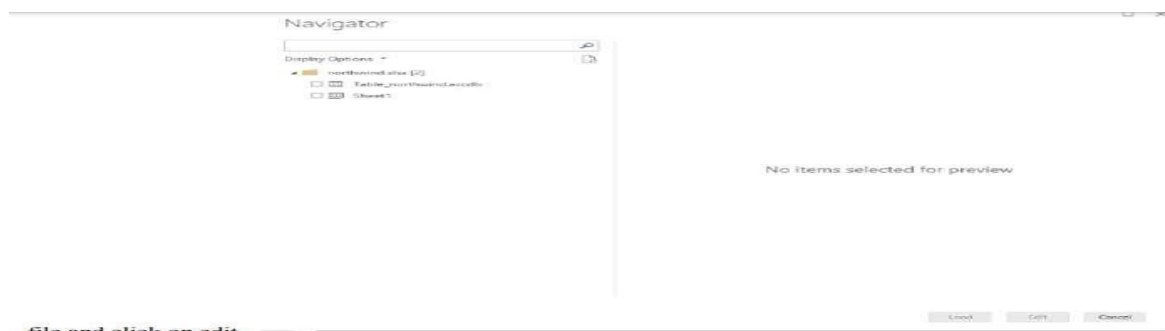 Navigator
Display Options
northwind.xlsx [2]
Table_northwind.accdb
Sheet1
No items selected for preview
Load Edit Cancel
file and click on edit